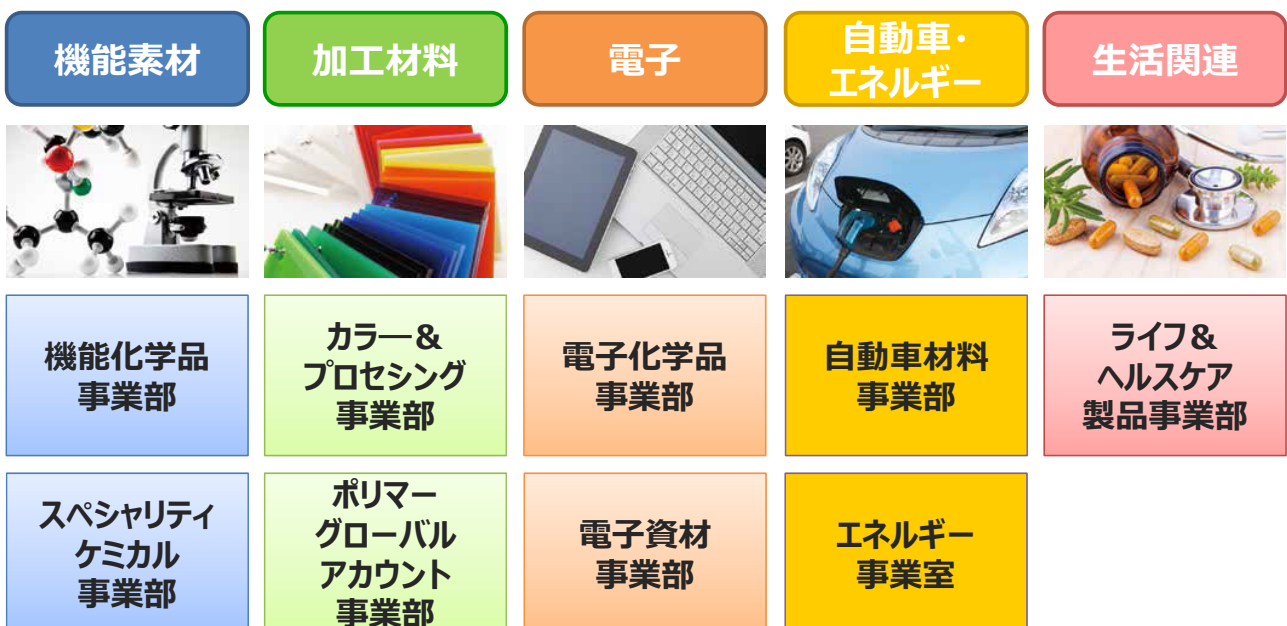 機能素材
加工材料
電子
自動車・
エネルギー
生活関連
機能化学品
事業部
カラー&
プロセシング
事業部
電子化学品
事業部
自動車材料
事業部
ライフ&
ヘルスケア
製品事業部
スペシャリティ
ケミカル
事業部
ポリマー
グローバル
アカウント
事業部
電子資材
事業部
エネルギー
事業室